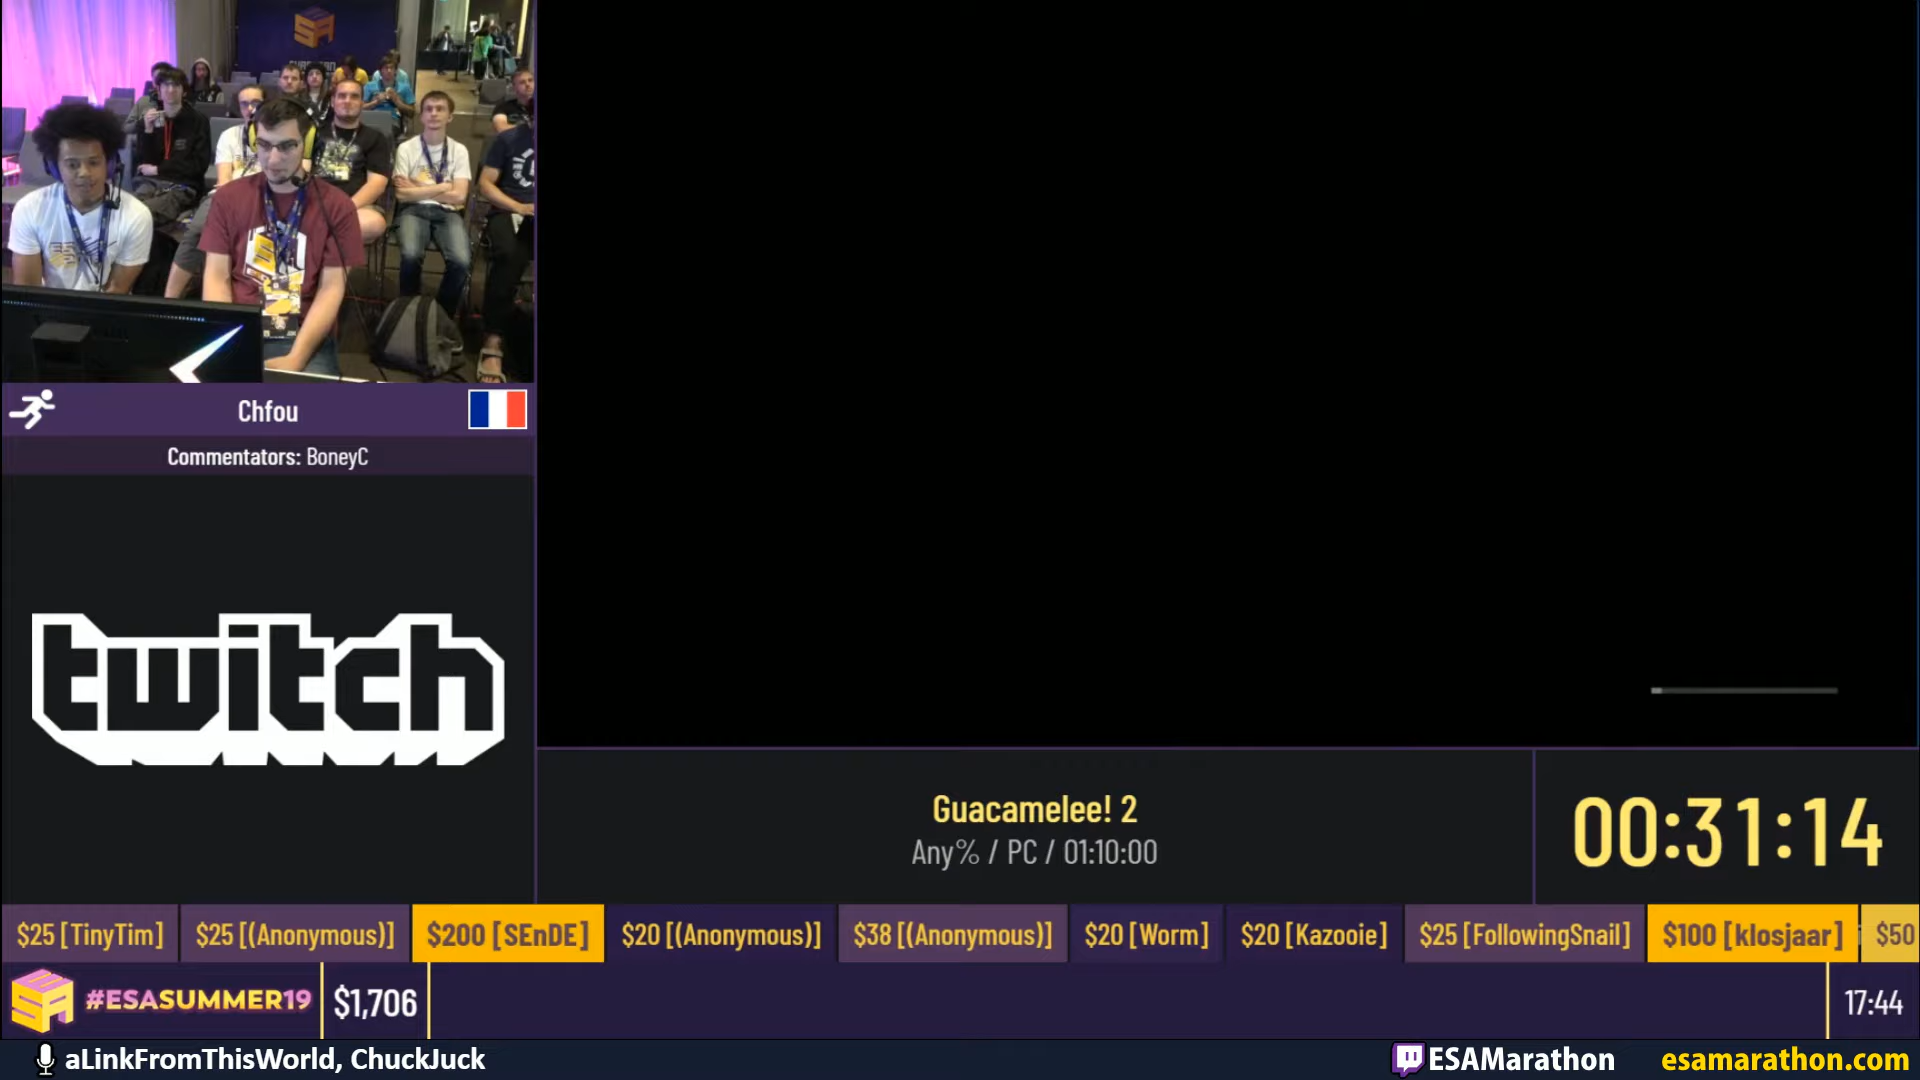 Chfou
Commentators: BoneyC
twitch
Guacamelee! 2
Any% / PC / 01:10:00
00:31:14
$25 [TinyTim]
$25 [(Anonymous)]
$200 [SEnDE]
$20 [(Anonymous)]
$38 [(Anonymous)]
$20 [Worm]
$20 [Kazooie]
$25 [FollowingSnail]
$100 [klosjaar]
$50
#ESASUMMER19
$1,706
17:44
aLinkFromThisWorld, ChuckJuck
ESAMarathon
esamarathon.com